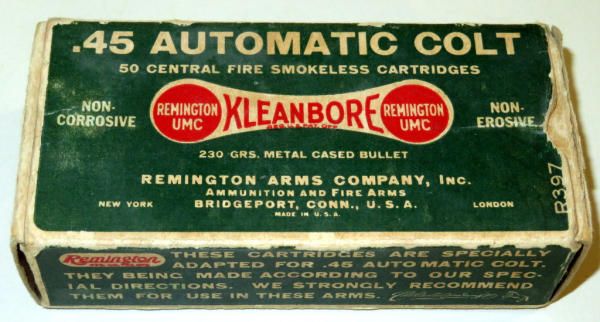 .45 AUTOMATIC COLT
50 CENTRAL FIRE SMOKELESS CARTRIDGES
NON-
CORROSIVE
REMINGTON
UMC
KLEANBORE
REG. U.S. PAT. OFF.
REMINGTON
UMC
NON-
EROSIVE
230 GRS. METAL CASED BULLET
REMINGTON ARMS COMPANY, INC.
AMMUNITION AND FIRE ARMS
NEW YORK
BRIDGEPORT, CONN., U.S.A.
LONDON
MADE IN U.S.A.
R397
Remington
THESE CARTRIDGES ARE SPECIALLY
ADAPTED FOR .45 AUTOMATIC COLT.
THEY BEING MADE ACCORDING TO OUR SPEC-
IAL DIRECTIONS. WE STRONGLY RECOMMEND
THEM FOR USE IN THESE ARMS.